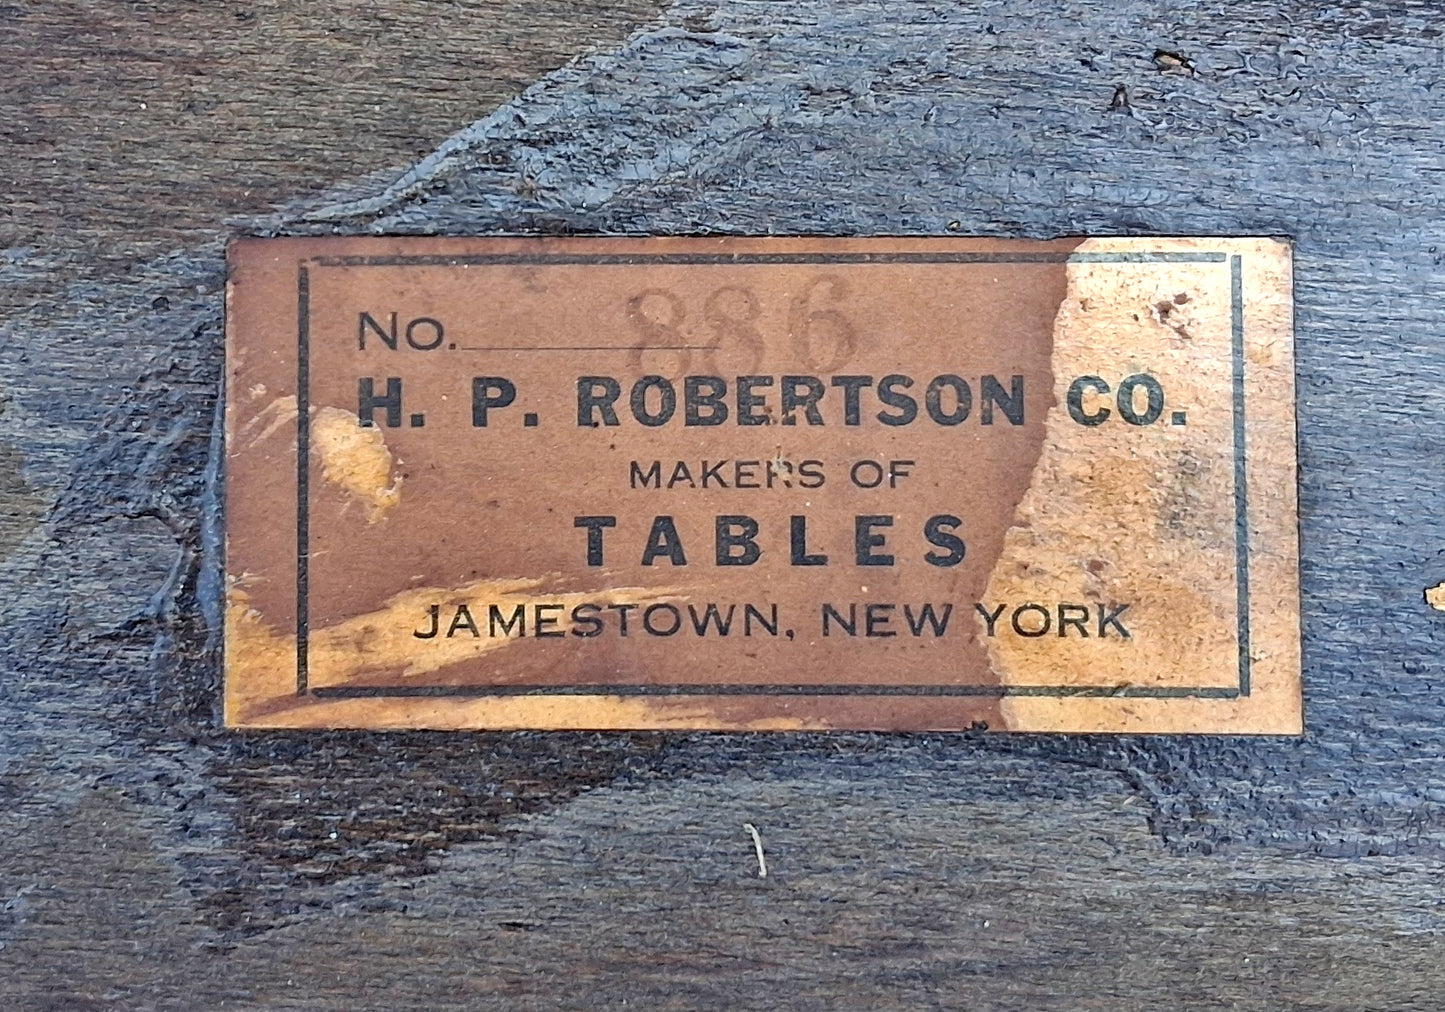 No. 886
H. P. ROBERTSON CO.
MAKERS OF
TABLES
JAMESTOWN, NEW YORK